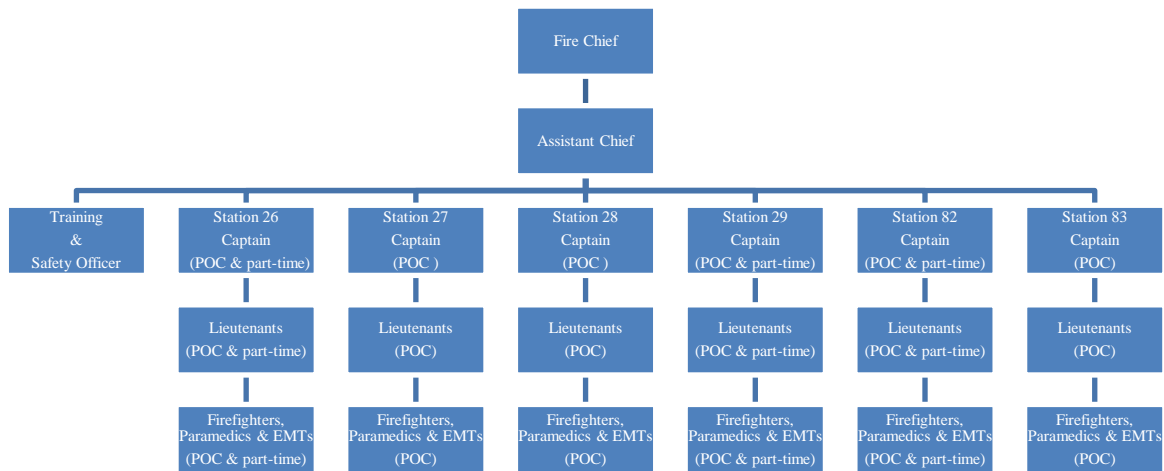 Fire Chief
Assistant Chief
Training
&
Safety Officer
Station 26
Captain
(POC & part-time)
Station 27
Captain
(POC )
Station 28
Captain
(POC )
Station 29
Captain
(POC & part-time)
Station 82
Captain
(POC & part-time)
Station 83
Captain
(POC)
Lieutenants
(POC & part-time)
Lieutenants
(POC)
Lieutenants
(POC)
Lieutenants
(POC & part-time)
Lieutenants
(POC & part-time)
Lieutenants
(POC)
Firefighters,
Paramedics & EMTs
(POC & part-time)
Firefighters,
Paramedics & EMTs
(POC)
Firefighters,
Paramedics & EMTs
(POC)
Firefighters,
Paramedics & EMTs
(POC & part-time)
Firefighters,
Paramedics & EMTs
(POC & part-time)
Firefighters,
Paramedics & EMTs
(POC)